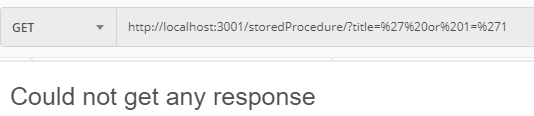 GET http://localhost:3001/storedProcedure/?title=%27%20or%201=%271
Could not get any response